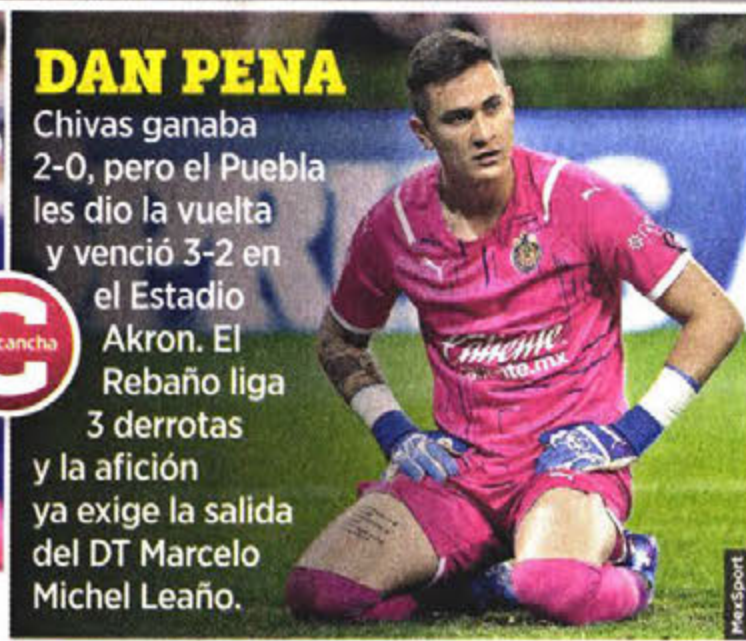 DAN PENA
Chivas ganaba
2-0, pero el Puebla
les dio la vuelta
y venció 3-2 en
el Estadio
Akron. El
Rebaño liga
3 derrotas
y la afición
ya exige la salida
del DT Marcelo
Michel Leaño.
cancha
Caliente
MexSport